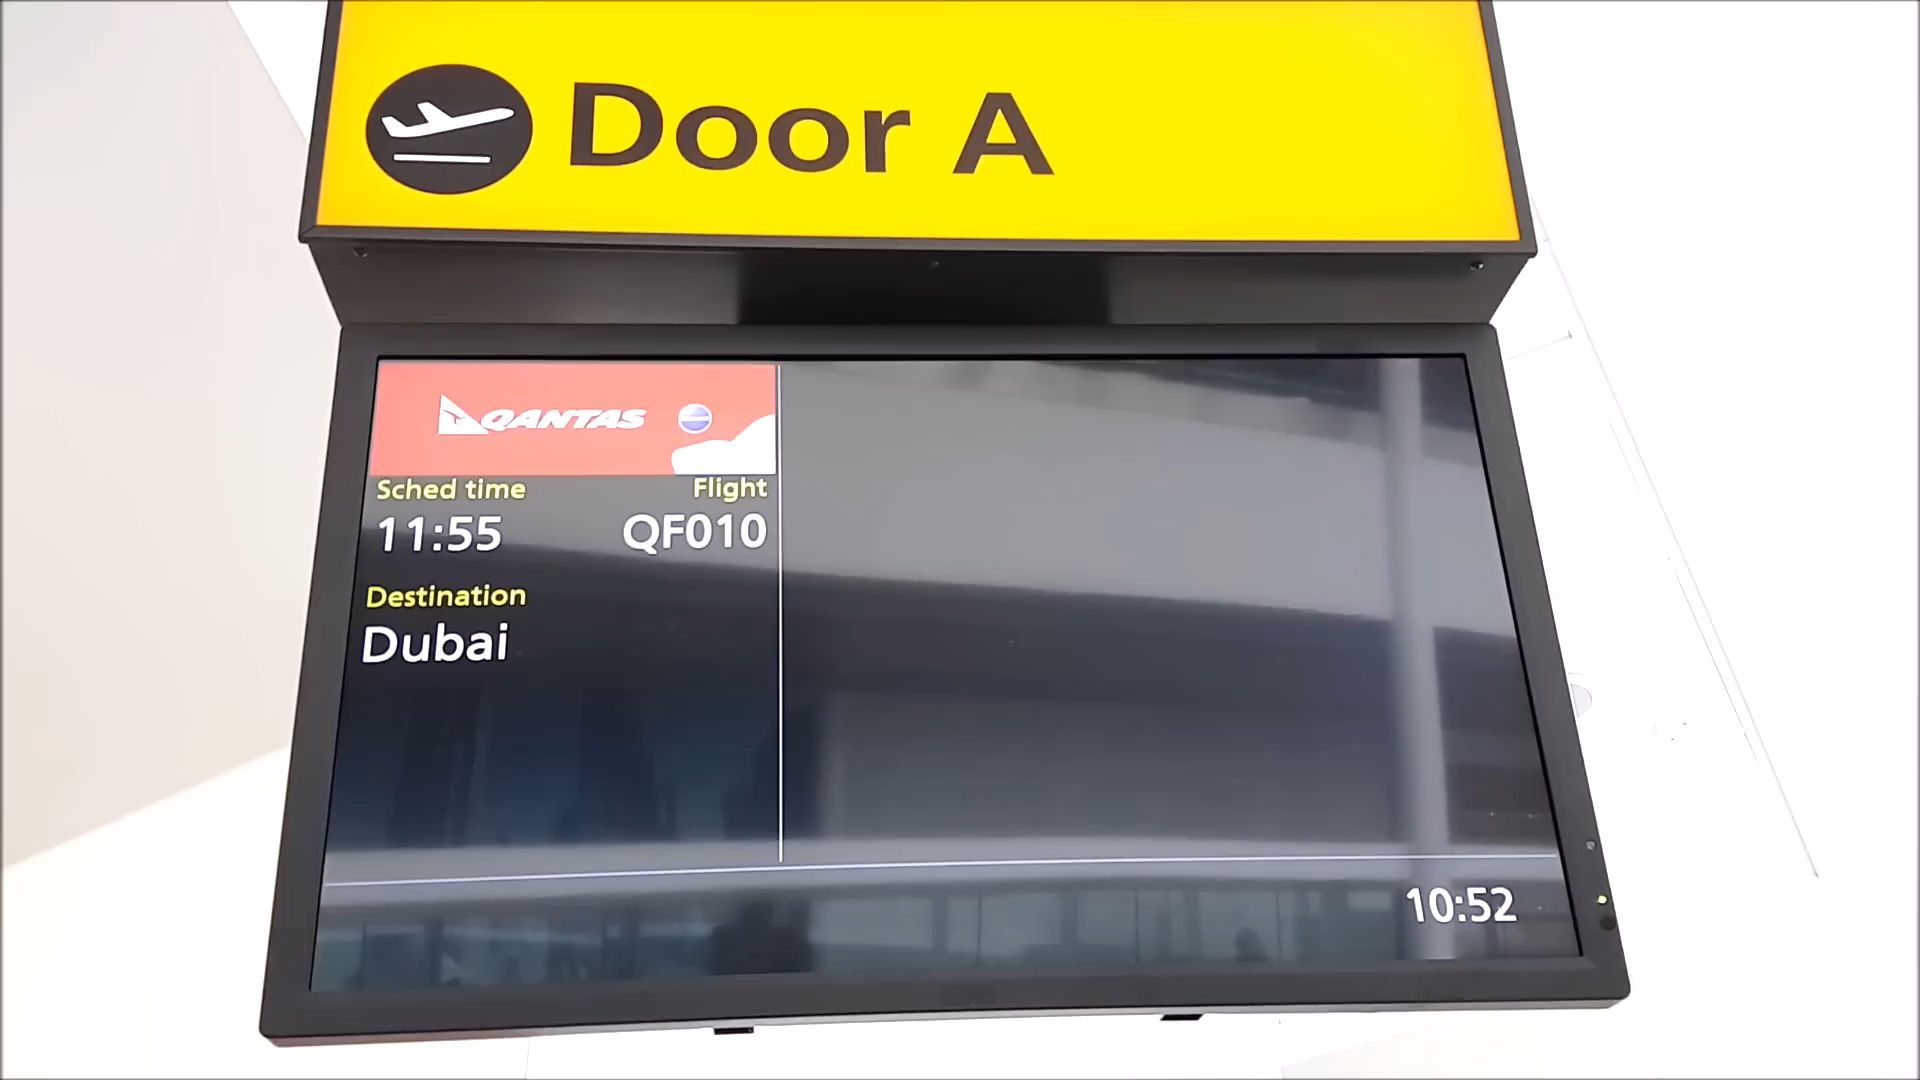 Door A
QANTAS
Sched time Flight
11:55 QF010
Destination
Dubai
10:52